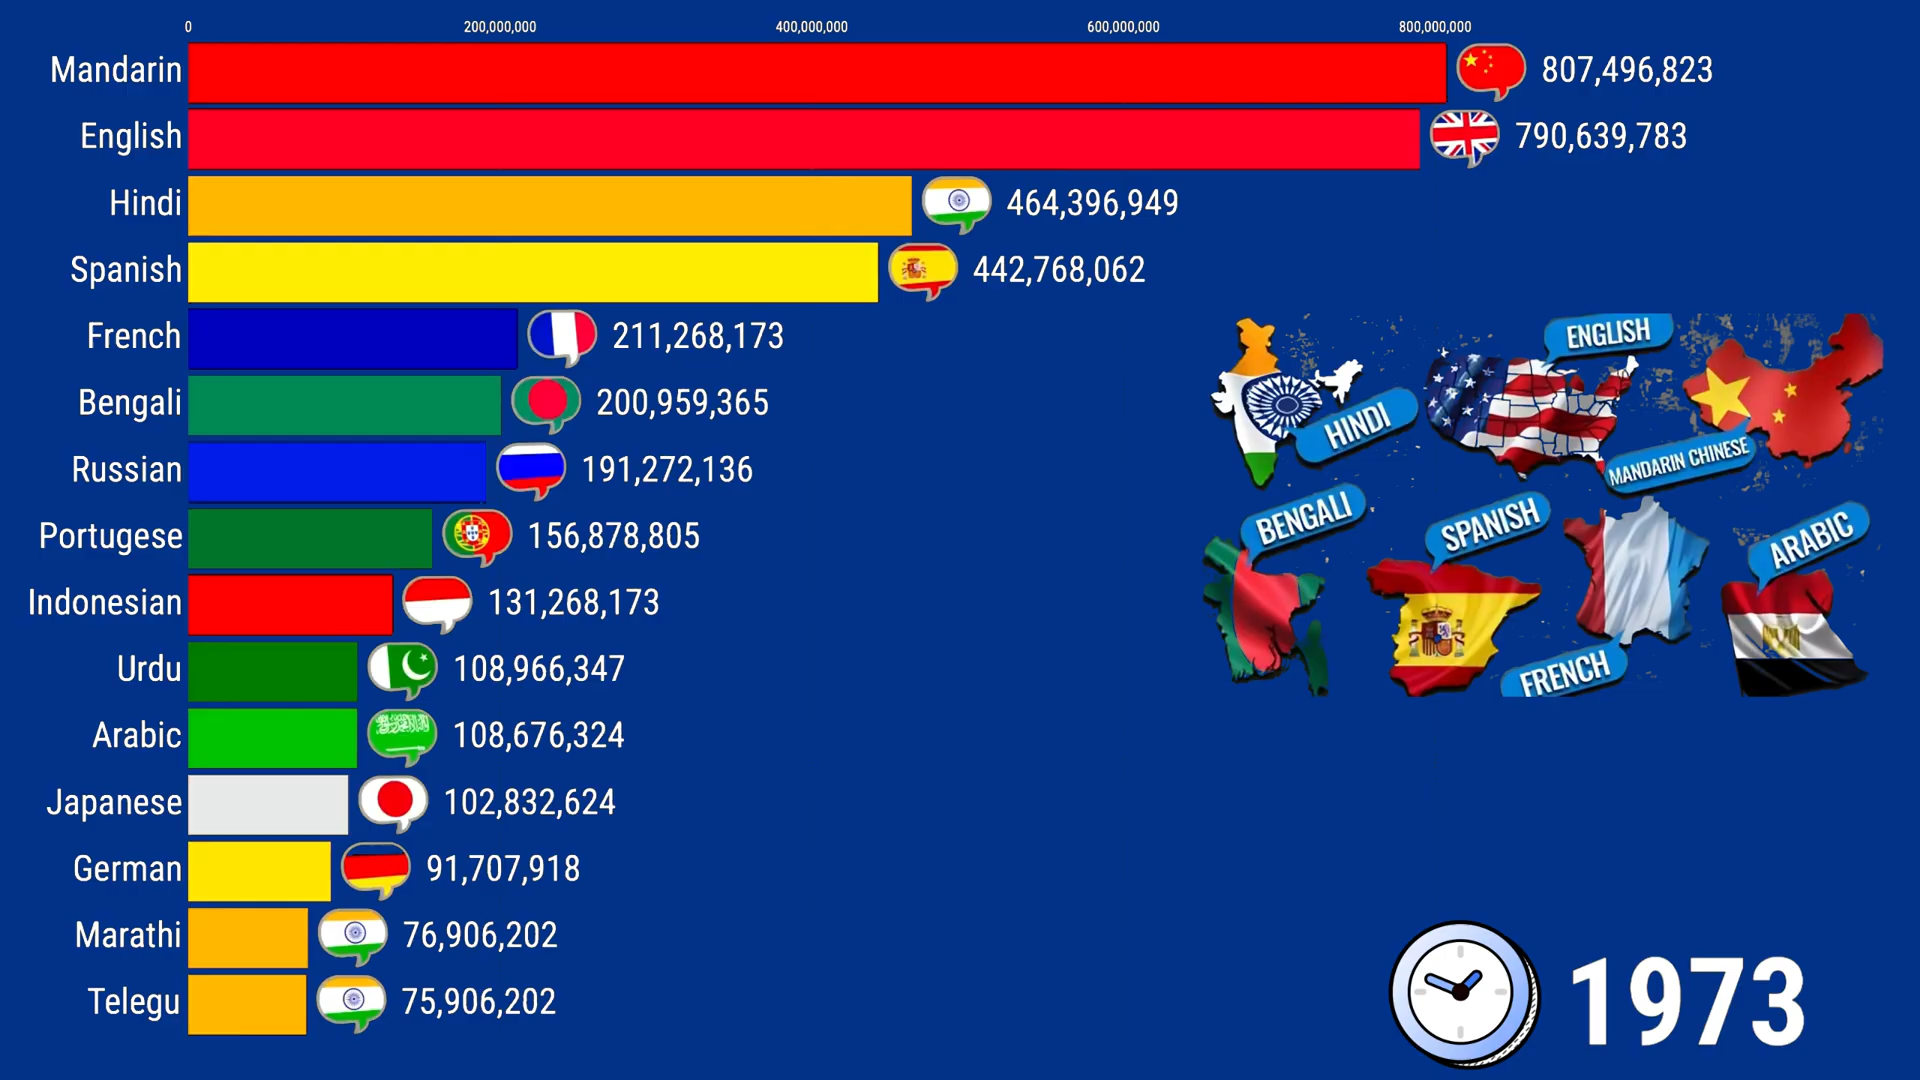 0 200,000,000 400,000,000 600,000,000 800,000,000
Mandarin 807,496,823
English 790,639,783
Hindi 464,396,949
Spanish 442,768,062
French 211,268,173
Bengali 200,959,365
Russian 191,272,136
Portugese 156,878,805
Indonesian 131,268,173
Urdu 108,966,347
Arabic 108,676,324
Japanese 102,832,624
German 91,707,918
Marathi 76,906,202
Telegu 75,906,202
ENGLISH
HINDI
MANDARIN CHINESE
BENGALI
SPANISH
ARABIC
FRENCH
1973